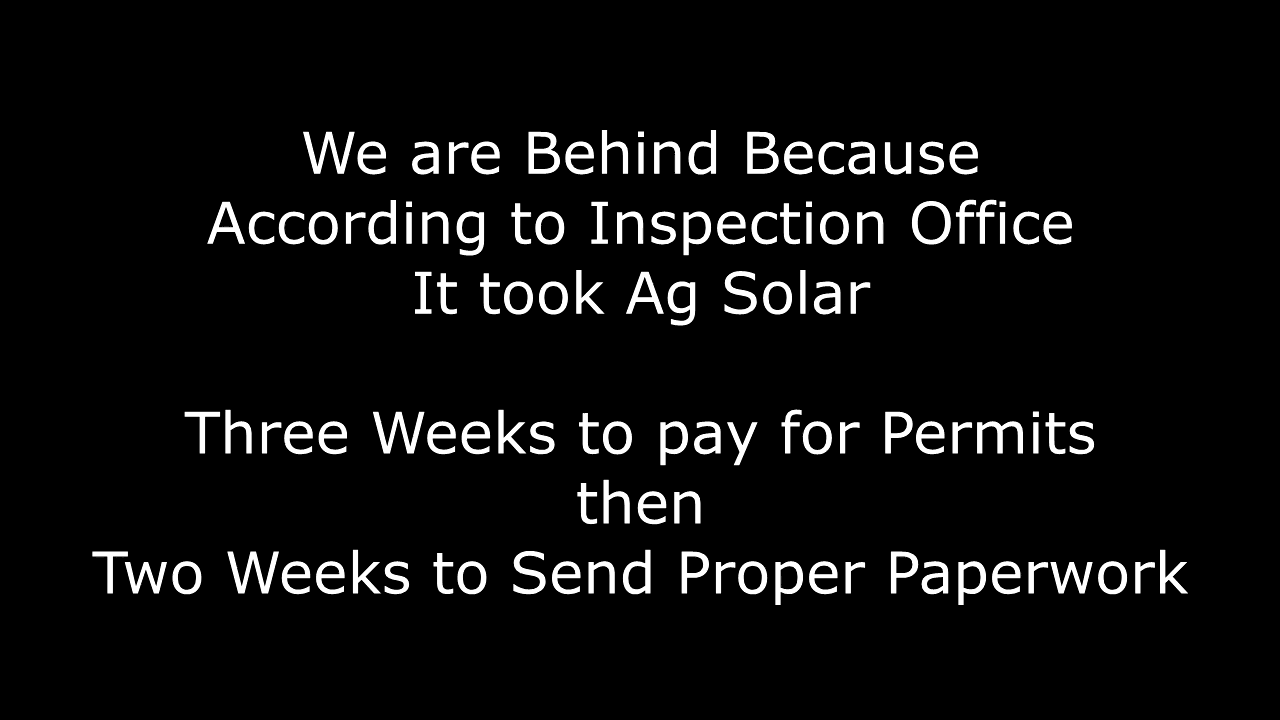 We are Behind Because
According to Inspection Office
It took Ag Solar
Three Weeks to pay for Permits
then
Two Weeks to Send Proper Paperwork